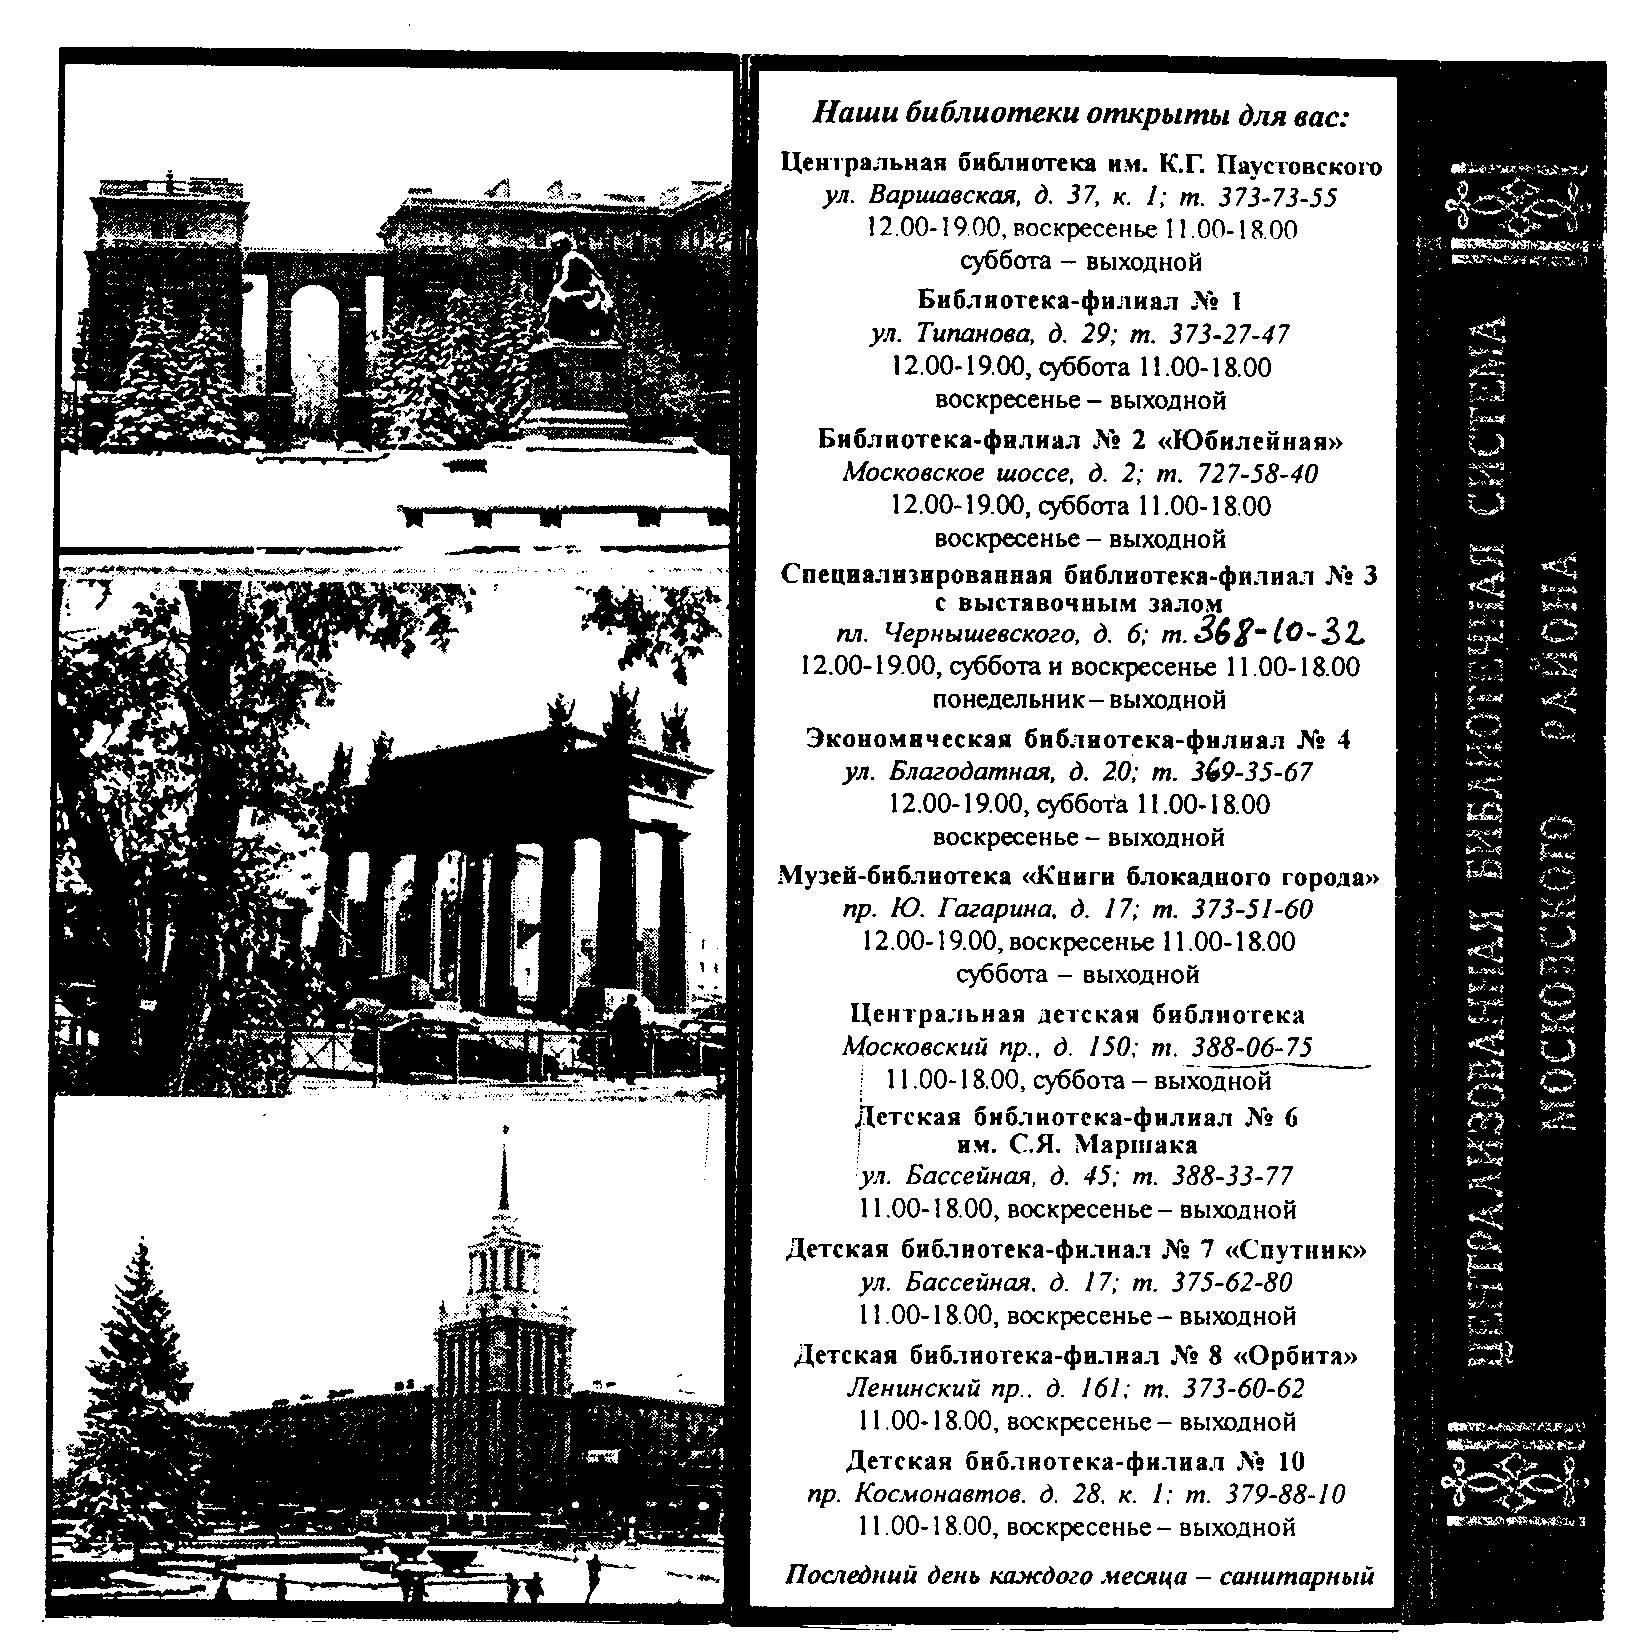 Наши библиотеки открыты для вас:
Центральная библиотека им. К.Г. Паустовского
ул. Варшавская, д. 37, к. 1; т. 373-73-55
12.00-19.00, воскресенье 11.00-18.00
суббота – выходной
Библиотека-филиал № 1
ул. Типанова, д. 29; т. 373-27-47
12.00-19.00, суббота 11.00-18.00
воскресенье – выходной
Библиотека-филиал № 2 «Юбилейная»
Московское шоссе, д. 2; т. 727-58-40
12.00-19.00, суббота 11.00-18.00
воскресенье – выходной
Специализированная библиотека-филиал № 3
с выставочным залом
пл. Чернышевского, д. 6; т. 368-10-32
12.00-19.00, суббота и воскресенье 11.00-18.00
понедельник – выходной
Экономическая библиотека-филиал № 4
ул. Благодатная, д. 20; т. 369-35-67
12.00-19.00, суббота 11.00-18.00
воскресенье – выходной
Музей-библиотека «Книги блокадного города»
пр. Ю. Гагарина, д. 17; т. 373-51-60
12.00-19.00, воскресенье 11.00-18.00
суббота – выходной
Центральная детская библиотека
Московский пр., д. 150; т. 388-06-75
11.00-18.00, суббота – выходной
Детская библиотека-филиал № 6
им. С.Я. Маршака
ул. Бассейная, д. 45; т. 388-33-77
11.00-18.00, воскресенье – выходной
Детская библиотека-филиал № 7 «Спутник»
ул. Бассейная, д. 17; т. 375-62-80
11.00-18.00, воскресенье – выходной
Детская библиотека-филиал № 8 «Орбита»
Ленинский пр., д. 161; т. 373-60-62
11.00-18.00, воскресенье – выходной
Детская библиотека-филиал № 10
пр. Космонавтов, д. 28, к. 1; т. 379-88-10
11.00-18.00, воскресенье – выходной
Последний день каждого месяца – санитарный
ЦЕНТРАЛИЗОВАННАЯ БИБЛИОТЕЧНАЯ СИСТЕМА
МОСКОВСКОГО РАЙОНА